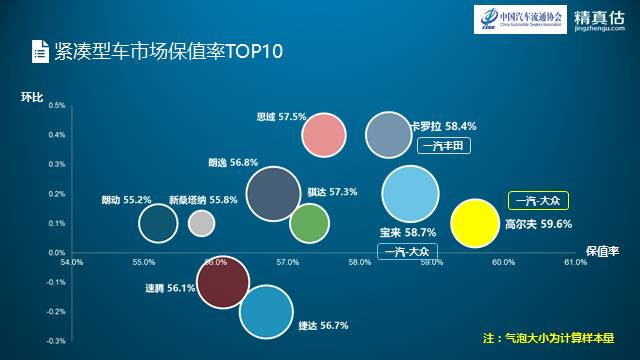 中国汽车流通协会
China Automobile Dealers Association
精真估
jingzhengu.com
紧凑型车市场保值率TOP10
环比
0.5%
0.4%
0.3%
0.2%
0.1%
0.0%
-0.1%
-0.2%
-0.3%
思域 57.5%
卡罗拉 58.4%
一汽丰田
朗逸 56.8%
朗动 55.2%
新桑塔纳 55.8%
骐达 57.3%
宝来 58.7%
一汽-大众
一汽-大众
高尔夫 59.6%
54.0%
55.0%
56.0%
57.0%
58.0%
59.0%
60.0%
61.0%
保值率
速腾 56.1%
捷达 56.7%
注：气泡大小为计算样本量